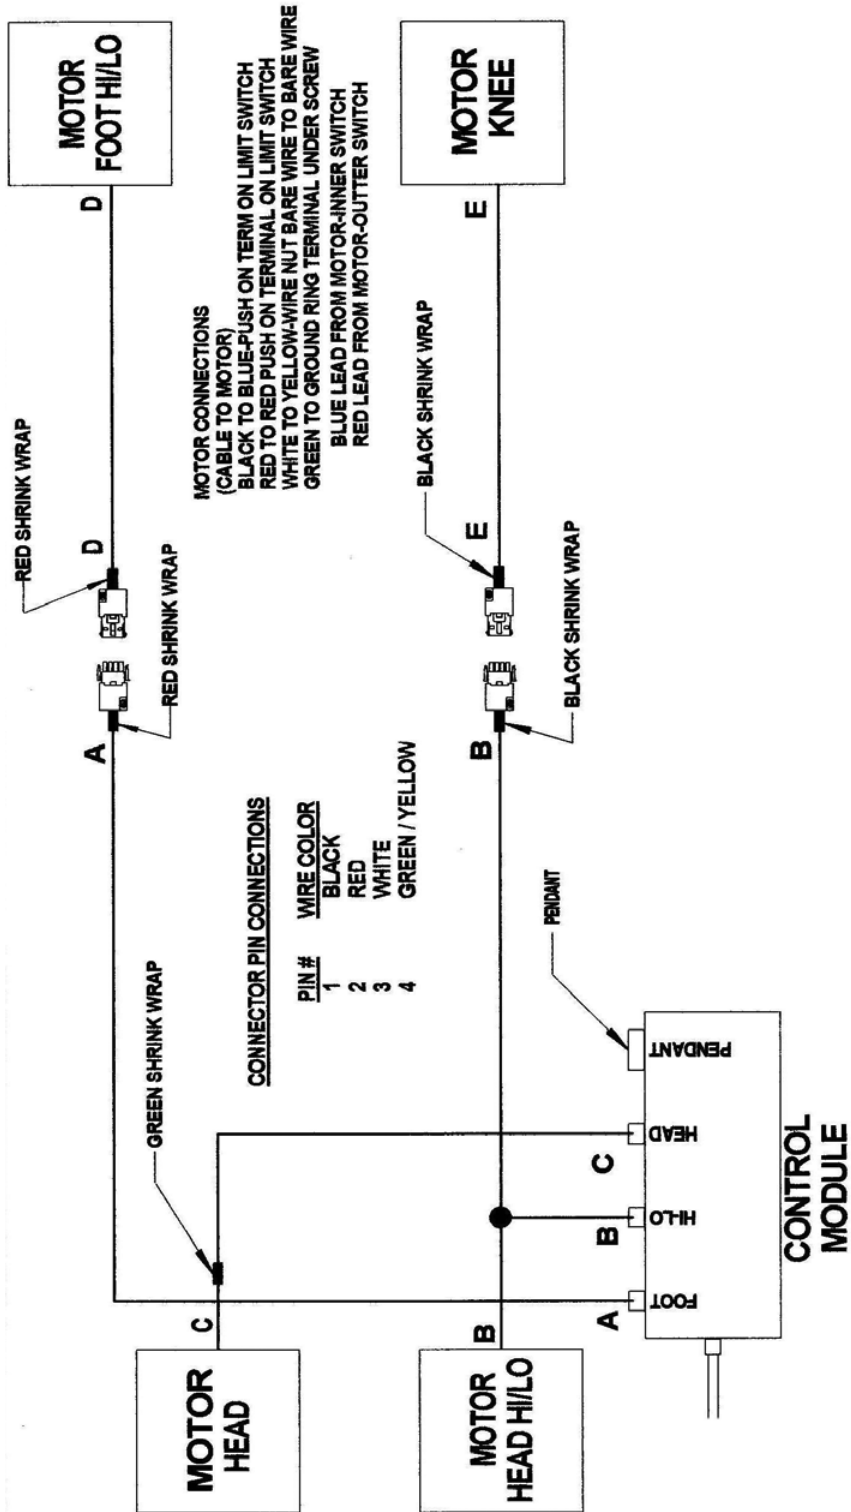 MOTOR
FOOT HI/LO
D
D
RED SHRINK WRAP
RED SHRINK WRAP
A
MOTOR CONNECTIONS
(CABLE TO MOTOR)
BLACK TO BLUE-PUSH ON TERM ON LIMIT SWITCH
RED TO RED PUSH ON TERMINAL ON LIMIT SWITCH
WHITE TO YELLOW-WIRE NUT BARE WIRE TO BARE WIRE
GREEN TO GROUND RING TERMINAL UNDER SCREW
BLUE LEAD FROM MOTOR-INNER SWITCH
RED LEAD FROM MOTOR-OUTTER SWITCH
MOTOR
KNEE
E
E
BLACK SHRINK WRAP
BLACK SHRINK WRAP
B
GREEN SHRINK WRAP
CONNECTOR PIN CONNECTIONS
PIN # WIRE COLOR
1 BLACK
2 RED
3 WHITE
4 GREEN / YELLOW
MOTOR
HEAD
C
MOTOR
HEAD HI/LO
B
PENDANT
A
B
C
FOOT
HI-LO
HEAD
PENDANT
CONTROL
MODULE